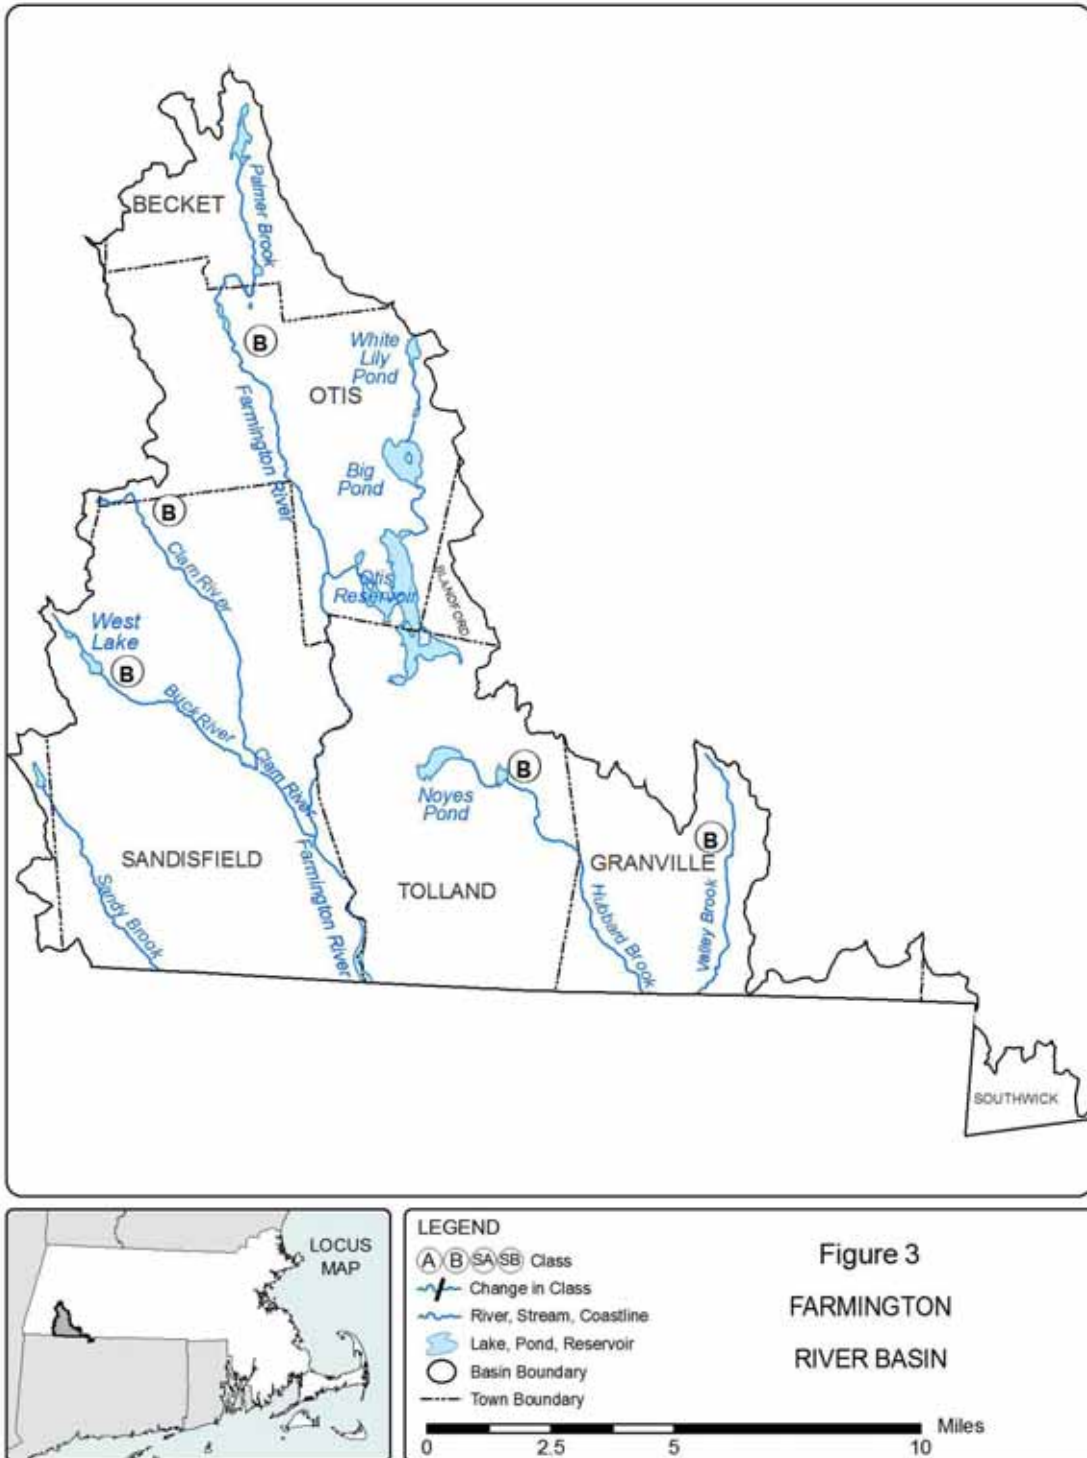 BECKET
Palmer Brook
B
White
Lily
Pond
OTIS
Farmington River
Big
Pond
B
Clam River
Otis
Reservoir
BLANDFORD
West
Lake
B
Buck River
Clam River
Noyes
Pond
B
B
SANDISFIELD
Farmington River
TOLLAND
GRANVILLE
Sandy Brook
Hubbard Brook
Valley Brook
SOUTHWICK
LOCUS
MAP
LEGEND
A B SA SB Class
Change in Class
River, Stream, Coastline
Lake, Pond, Reservoir
Basin Boundary
Town Boundary
Figure 3
FARMINGTON
RIVER BASIN
Miles
0 2.5 5 10